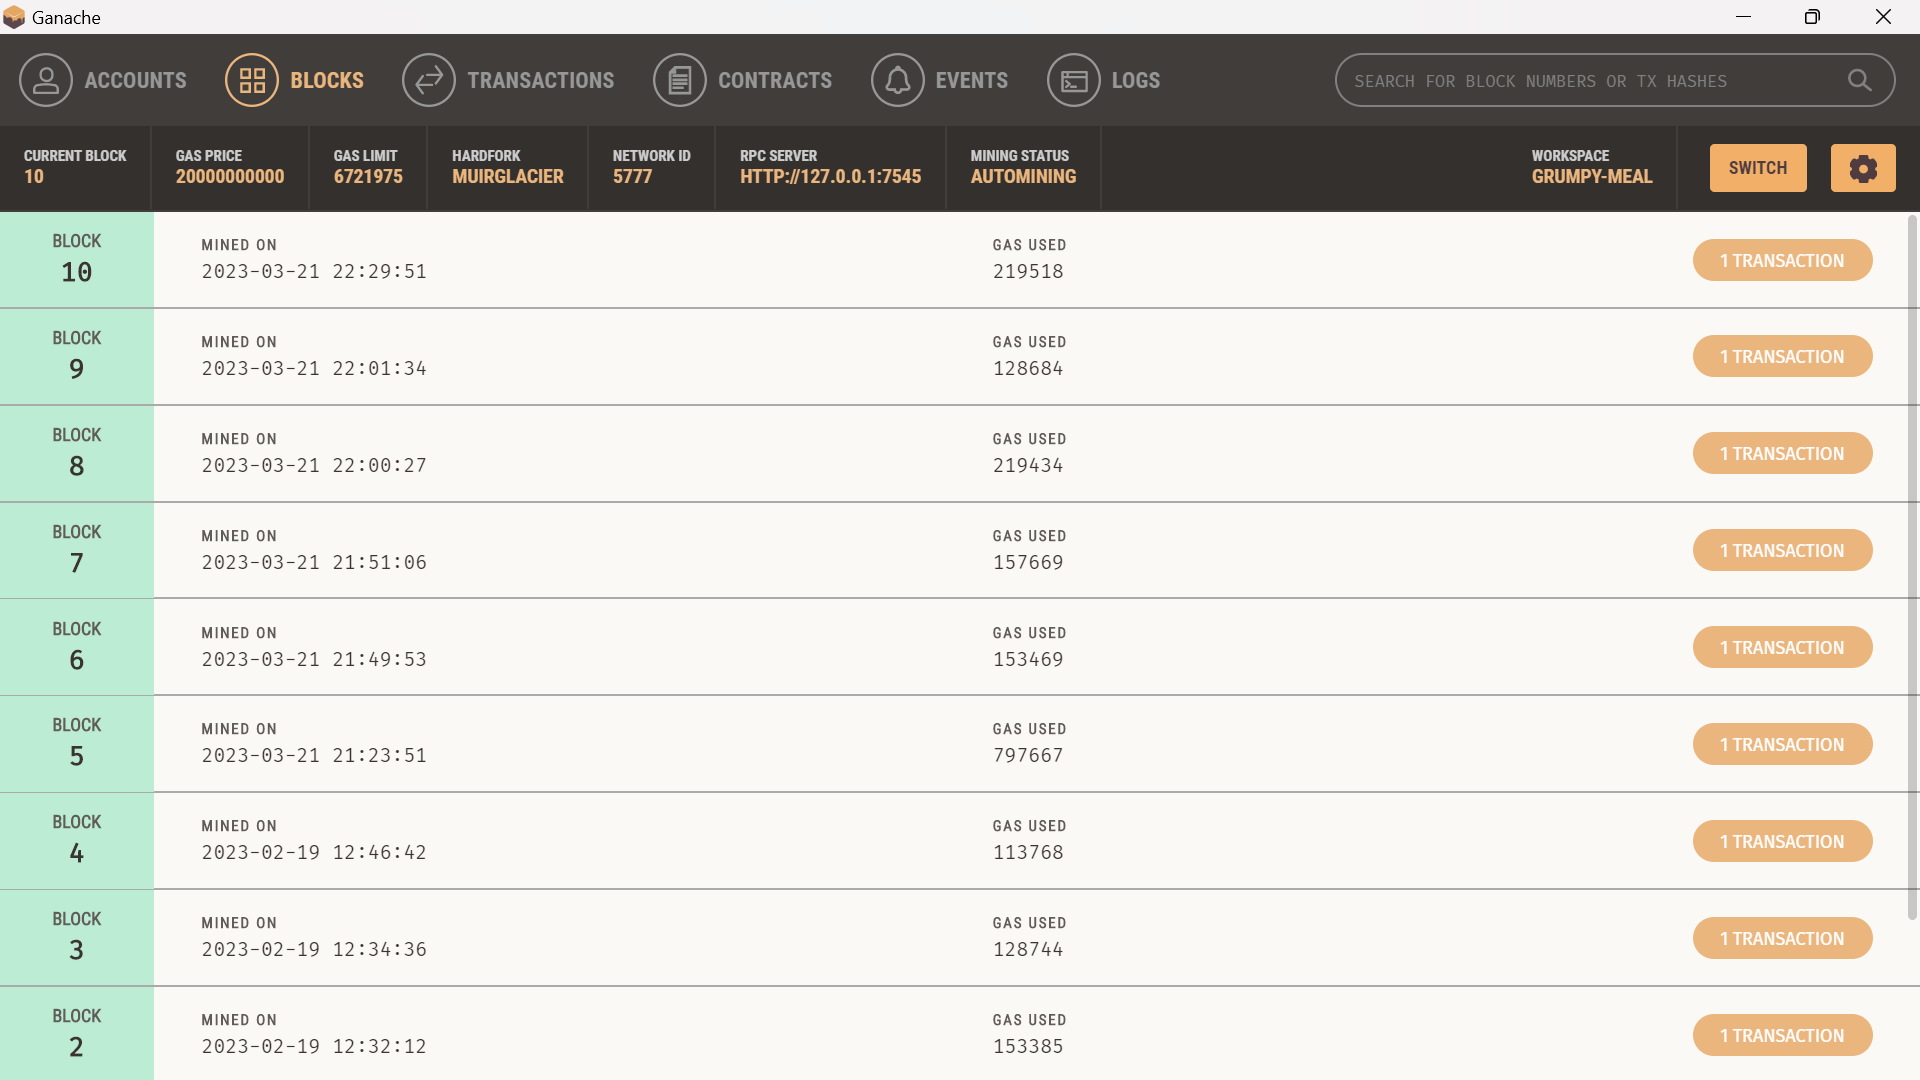 Ganache
ACCOUNTS BLOCKS TRANSACTIONS CONTRACTS EVENTS LOGS SEARCH FOR BLOCK NUMBERS OR TX HASHES
CURRENT BLOCK GAS PRICE GAS LIMIT HARDFORK NETWORK ID RPC SERVER MINING STATUS WORKSPACE
10 20000000000 6721975 MUIRGLACIER 5777 HTTP://127.0.0.1:7545 AUTOMINING GRUMPY-MEAL SWITCH
BLOCK MINED ON GAS USED
10 2023-03-21 22:29:51 219518 1 TRANSACTION
BLOCK MINED ON GAS USED
9 2023-03-21 22:01:34 128684 1 TRANSACTION
BLOCK MINED ON GAS USED
8 2023-03-21 22:00:27 219434 1 TRANSACTION
BLOCK MINED ON GAS USED
7 2023-03-21 21:51:06 157669 1 TRANSACTION
BLOCK MINED ON GAS USED
6 2023-03-21 21:49:53 153469 1 TRANSACTION
BLOCK MINED ON GAS USED
5 2023-03-21 21:23:51 797667 1 TRANSACTION
BLOCK MINED ON GAS USED
4 2023-02-19 12:46:42 113768 1 TRANSACTION
BLOCK MINED ON GAS USED
3 2023-02-19 12:34:36 128744 1 TRANSACTION
BLOCK MINED ON GAS USED
2 2023-02-19 12:32:12 153385 1 TRANSACTION